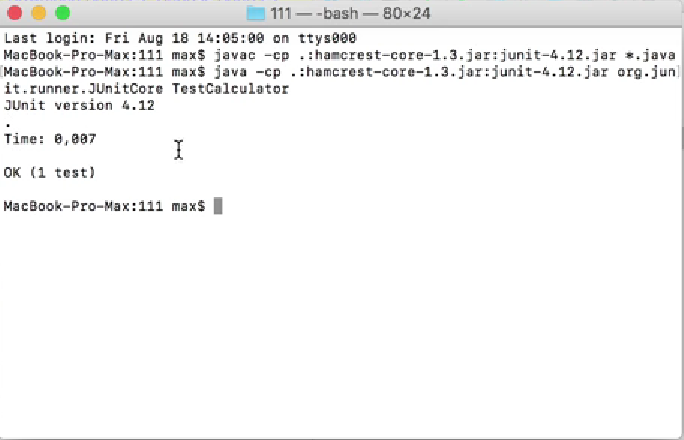 111 — -bash — 80×24
Last login: Fri Aug 18 14:05:00 on ttys000
MacBook-Pro-Max:111 max$ javac -cp .:hamcrest-core-1.3.jar:junit-4.12.jar *.java
[MacBook-Pro-Max:111 max$ java -cp .:hamcrest-core-1.3.jar:junit-4.12.jar org.jun]
it.runner.JUnitCore TestCalculator
JUnit version 4.12
.
Time: 0,007
OK (1 test)
MacBook-Pro-Max:111 max$